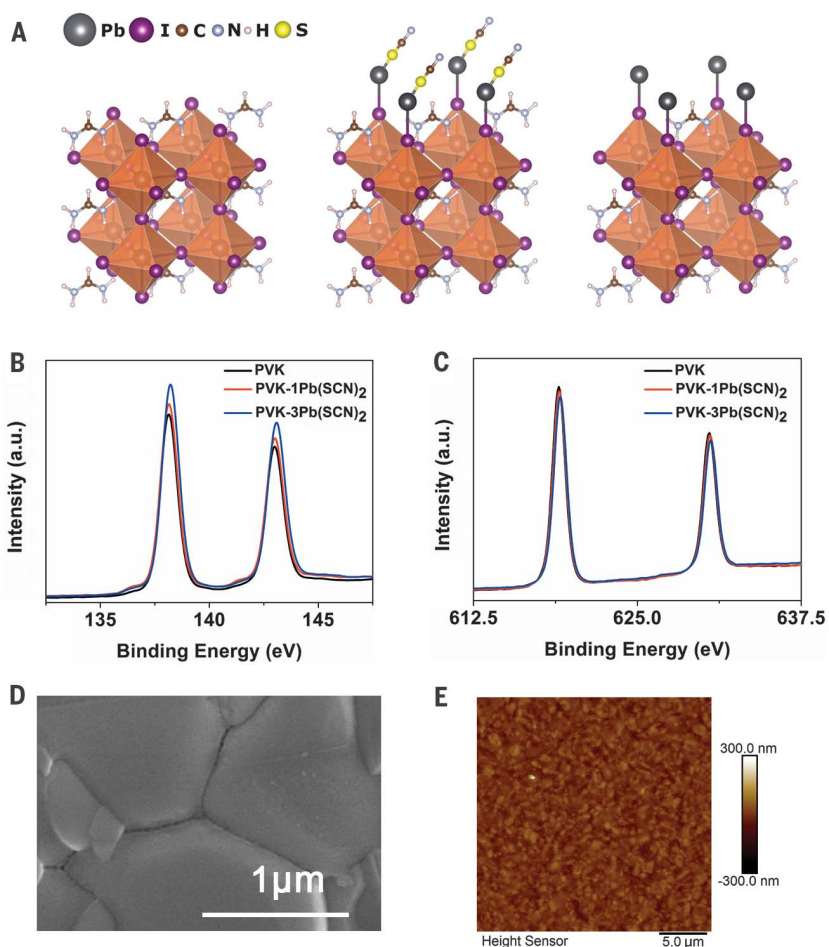 A
Pb I C N H S
B
PVK
PVK-1Pb(SCN)2
PVK-3Pb(SCN)2
Intensity (a.u.)
135 140 145
Binding Energy (eV)
C
PVK
PVK-1Pb(SCN)2
PVK-3Pb(SCN)2
Intensity (a.u.)
612.5 625.0 637.5
Binding Energy (eV)
D
1μm
E
300.0 nm
-300.0 nm
Height Sensor
5.0 μm